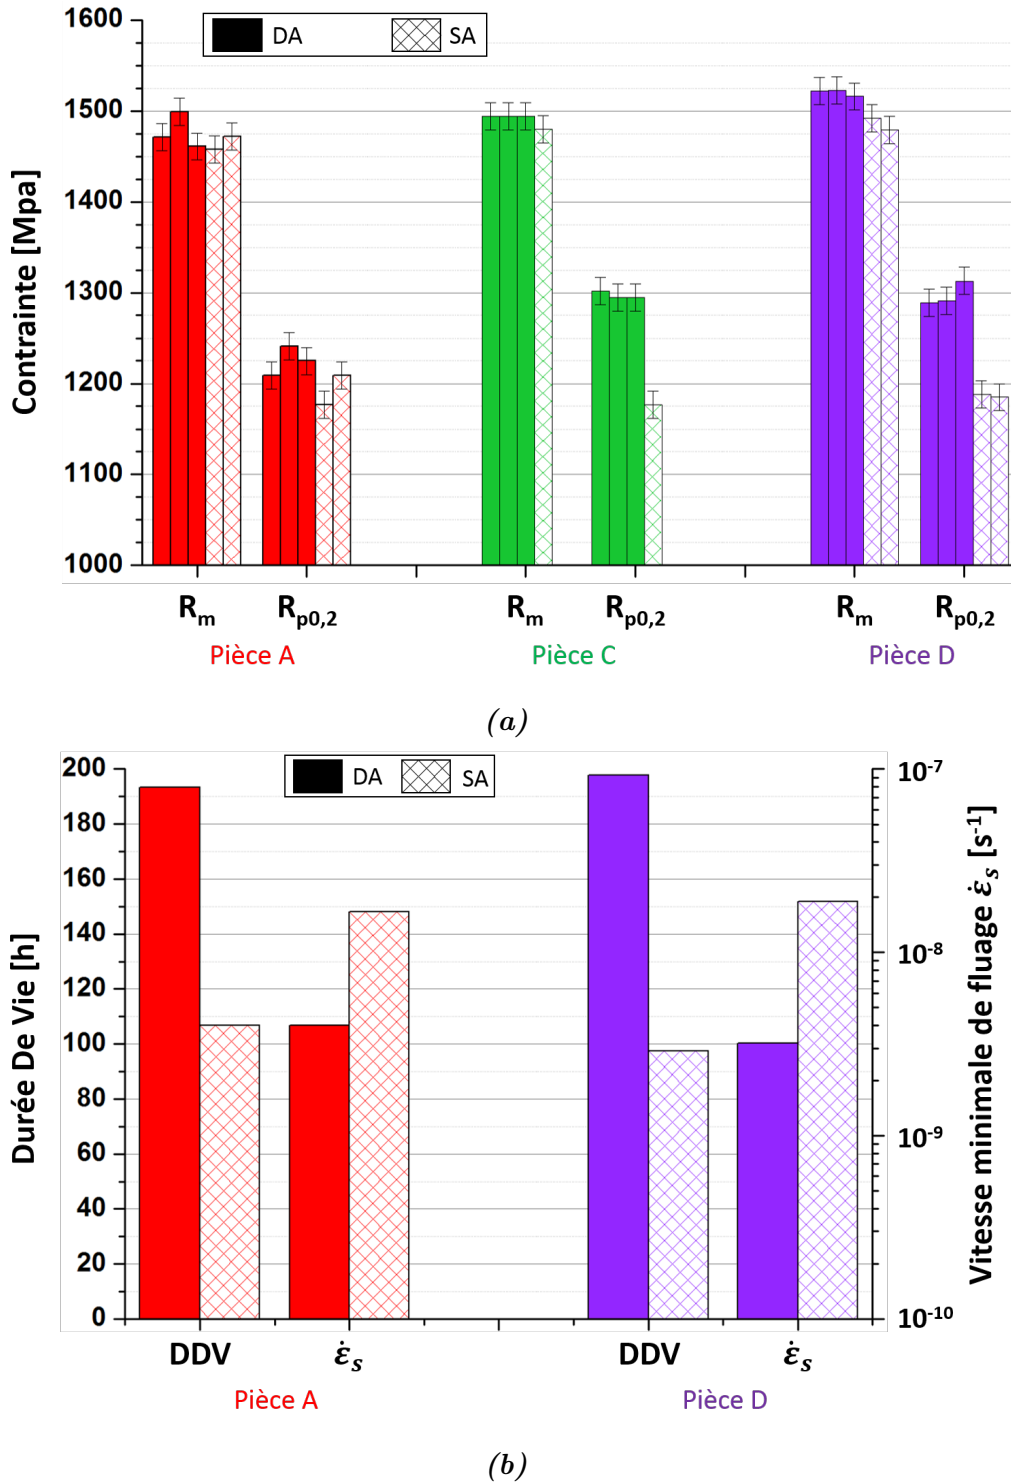 1600
DA SA
1500
1400
1300
1200
1100
1000
Contrainte [Mpa]
Rm Rp0,2 Rm Rp0,2 Rm Rp0,2
Pièce A Pièce C Pièce D
(a)
200
DA SA
180
160
140
120
100
80
60
40
20
0
Durée De Vie [h]
10-7
10-8
10-9
10-10
Vitesse minimale de fluage ε̇s [s-1]
DDV ε̇s DDV ε̇s
Pièce A Pièce D
(b)